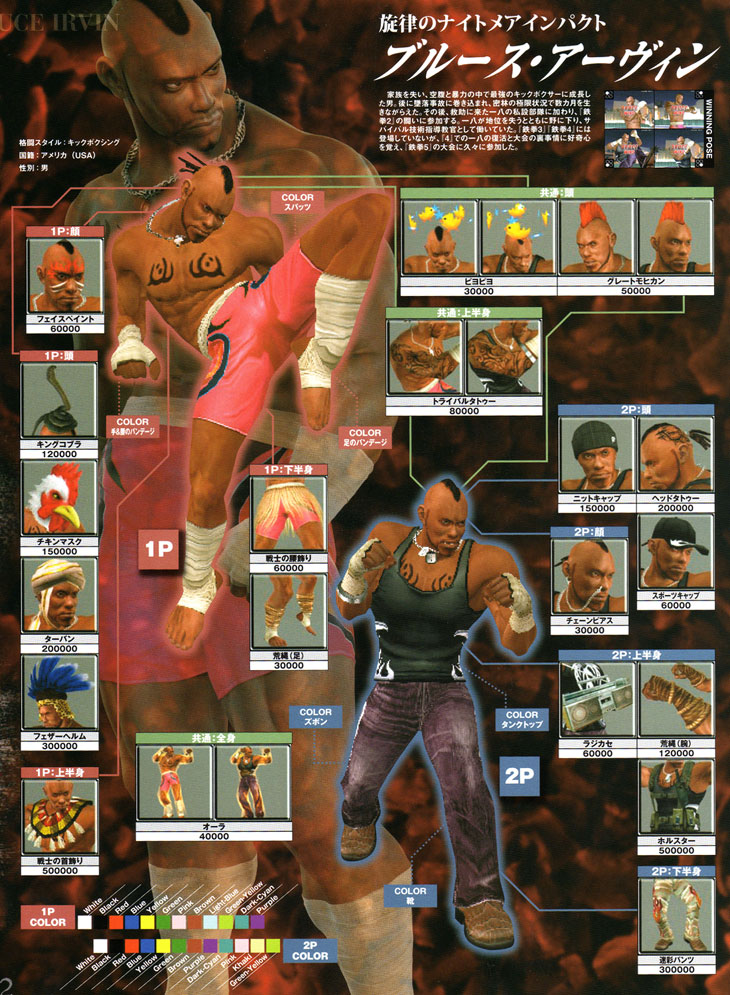 UCE IRVIN
旋律のナイトメアインパクト
ブルース・アーヴィン
家族を失い、空腹と暴力の中で最強のキックボクサーに成長し
た男。後に墜落事故に巻き込まれ、密林の極限状況で数カ月を生
きながらえた。その後、救助に来た一八の私設部隊に加わり、『鉄
拳2』の闘いに参加する。一八が地位を失うとともに野に下り、サ
バイバル技術指導教官として働いていた。『鉄拳3』『鉄拳4』には
登場していないが、『4』での一八の復活と大会の裏事情に好奇心
を覚え、『鉄拳5』の大会に久々に参加した。
WINNING POSE
格闘スタイル：キックボクシング
国籍：アメリカ（USA）
性別：男
COLOR
スパッツ
共通：頭
ピヨピヨ
30000
グレートモヒカン
50000
1P：顔
フェイスペイント
60000
共通：上半身
トライバルタトゥー
80000
1P：頭
キングコブラ
120000
チキンマスク
150000
ターバン
200000
フェザーヘルム
300000
COLOR
手&腰のバンテージ
COLOR
足のバンテージ
2P：頭
ニットキャップ
150000
ヘッドタトゥー
200000
スポーツキャップ
60000
1P：下半身
戦士の腰飾り
60000
荒縄（足）
30000
1P
2P：顔
チェーンピアス
30000
2P：上半身
ラジカセ
60000
荒縄（腕）
120000
ホルスター
500000
COLOR
ズボン
COLOR
タンクトップ
2P
共通：全身
オーラ
40000
1P：上半身
戦士の首飾り
500000
2P：下半身
迷彩パンツ
300000
COLOR
靴
1P
COLOR
White Black Red Blue Yellow Green Pink Brown Light-Blue Green-Yellow Dark-Cyan Purple
2P
COLOR
White Black Red Blue Yellow Green Brown Purple Dark-Cyan Pink Khaki Green-Yellow
2